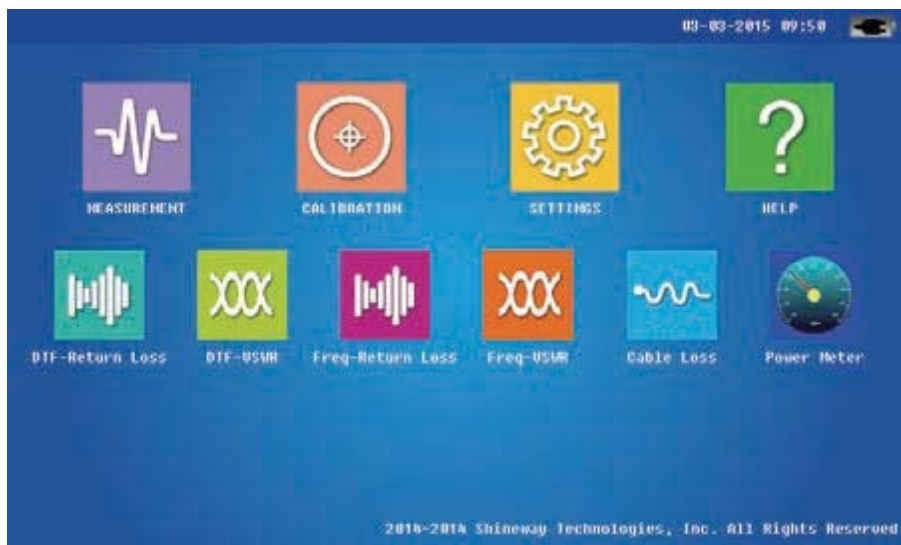 03-03-2015 09:50
MEASUREMENT
CALIBRATION
SETTINGS
HELP
DTF-Return Loss
DTF-VSWR
Freq-Return Loss
Freq-VSWR
Cable Loss
Power Meter
2014-2014 Shineway Technologies, Inc. All Rights Reserved